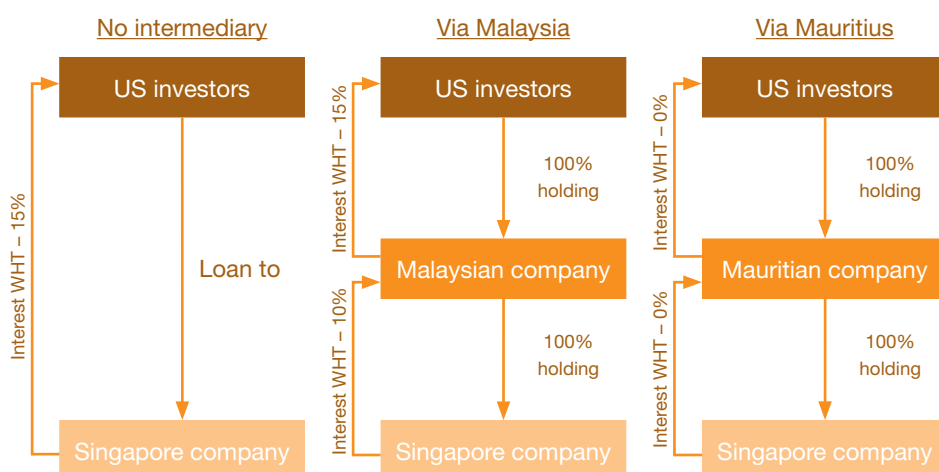 No intermediary
US investors
Interest WHT – 15%
Loan to
Singapore company
Via Malaysia
US investors
Interest WHT – 15%
100%
holding
Malaysian company
Interest WHT – 10%
100%
holding
Singapore company
Via Mauritius
US investors
Interest WHT – 0%
100%
holding
Mauritian company
Interest WHT – 0%
100%
holding
Singapore company